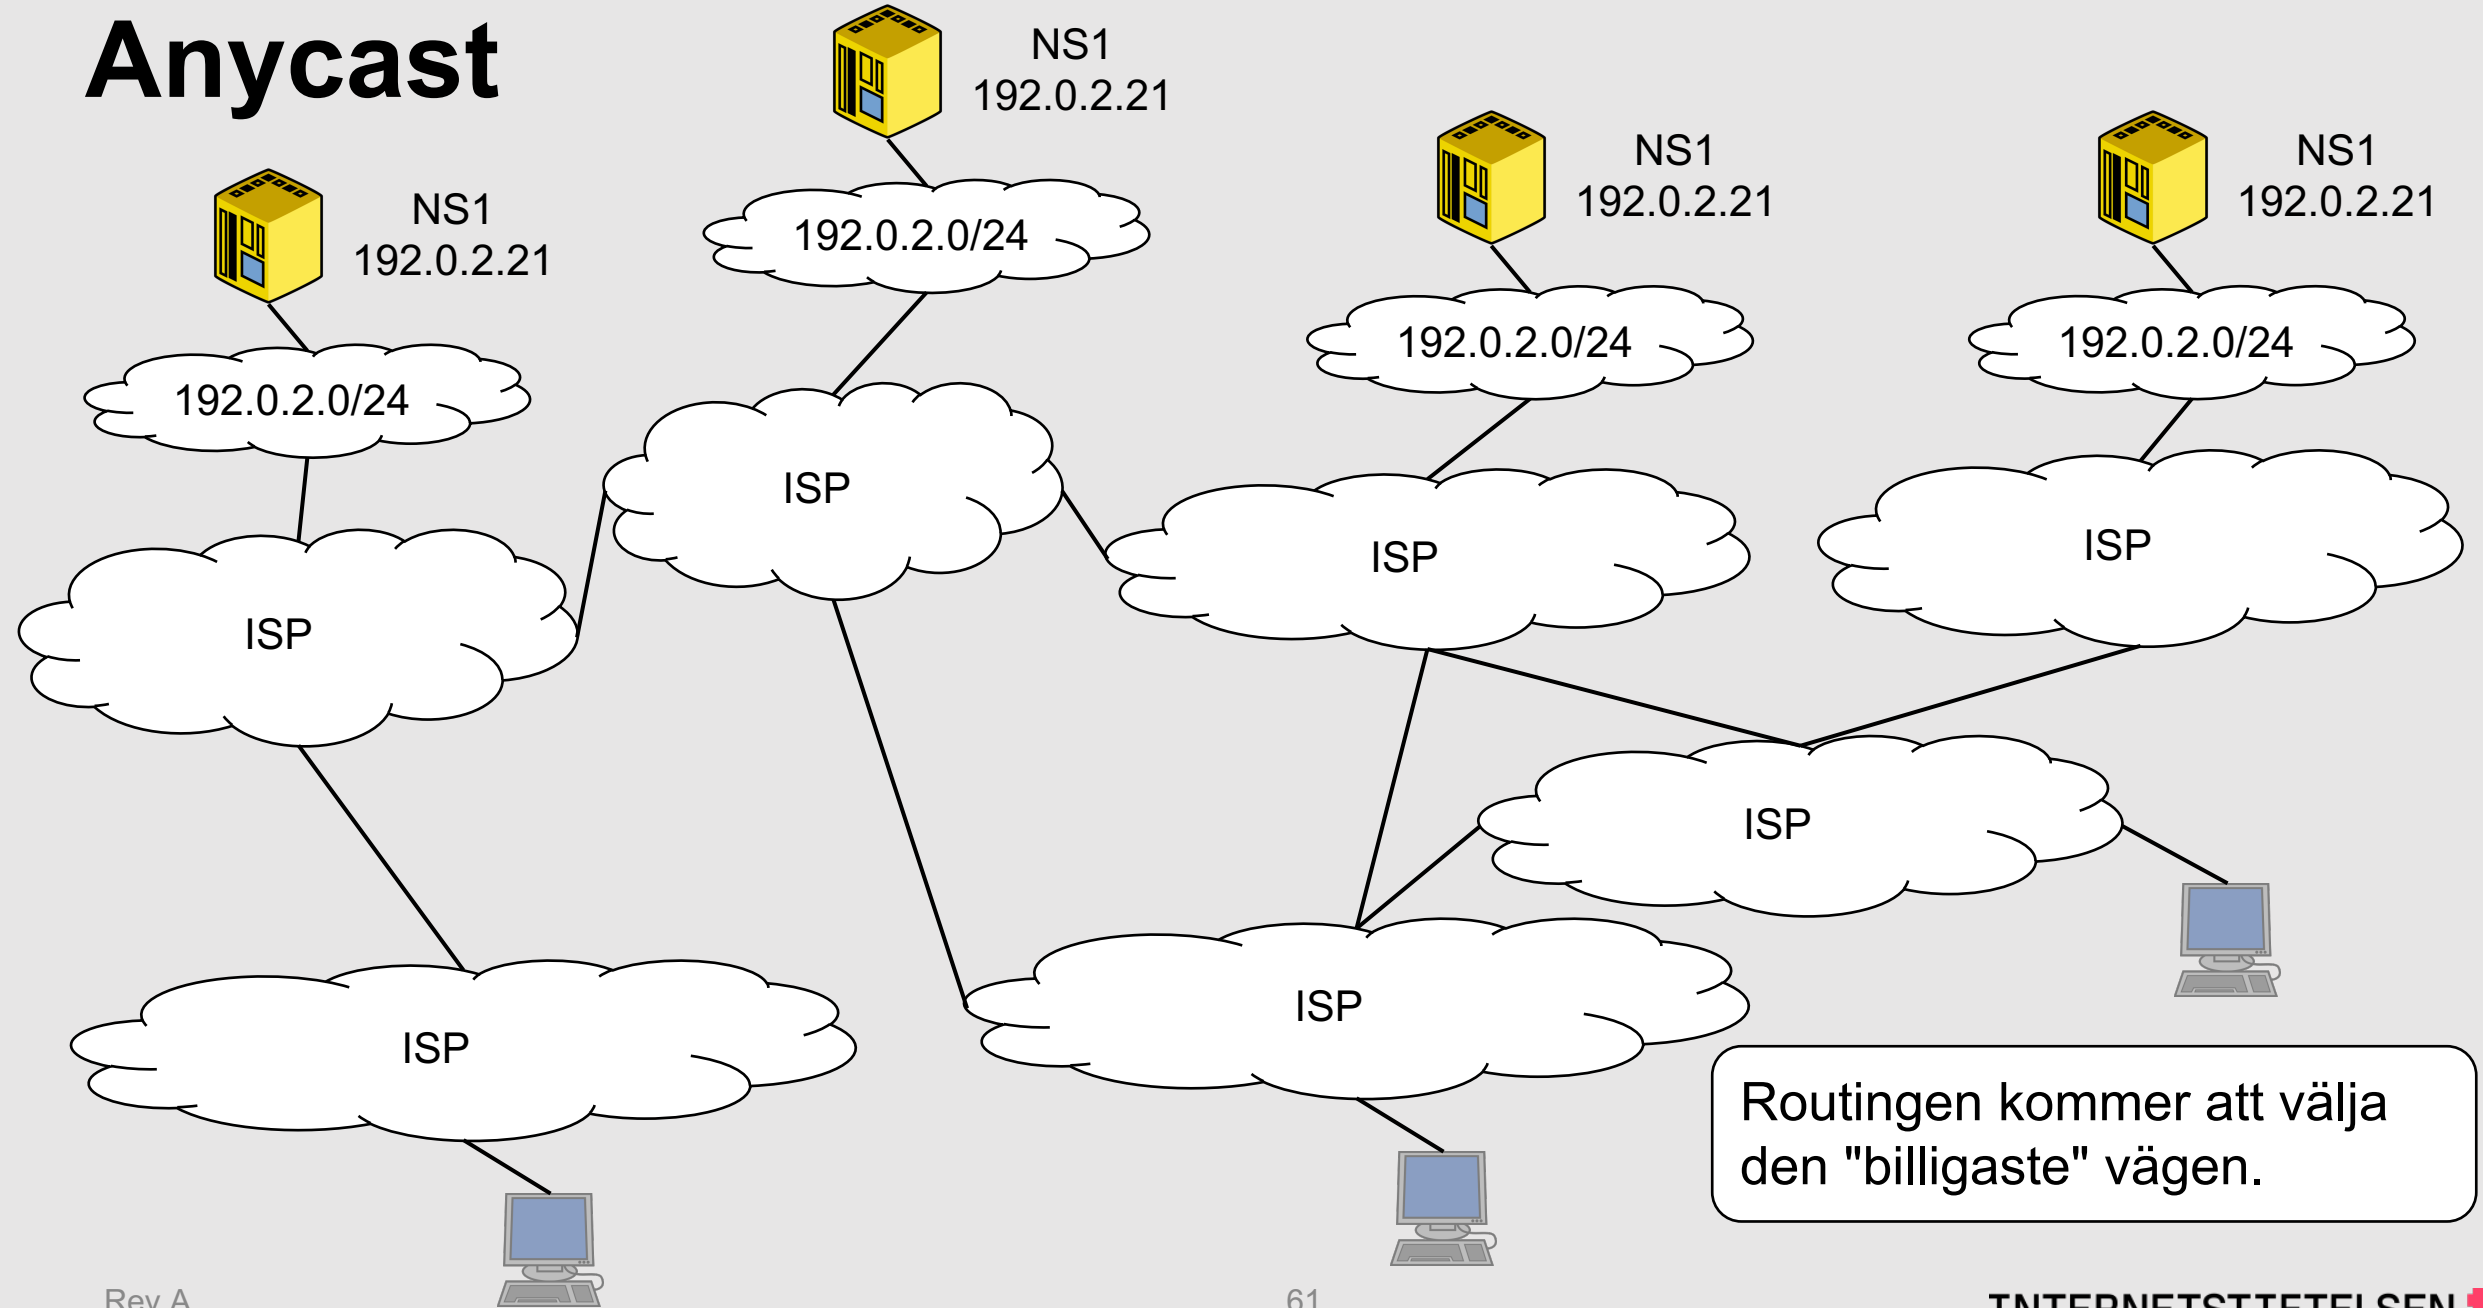 Anycast
NS1
192.0.2.21
NS1
192.0.2.21
NS1
192.0.2.21
NS1
192.0.2.21
192.0.2.0/24
192.0.2.0/24
192.0.2.0/24
192.0.2.0/24
ISP
ISP
ISP
ISP
ISP
ISP
ISP
Routingen kommer att välja
den "billigaste" vägen.
Rev A
61
INTERNETSTIFTELSEN